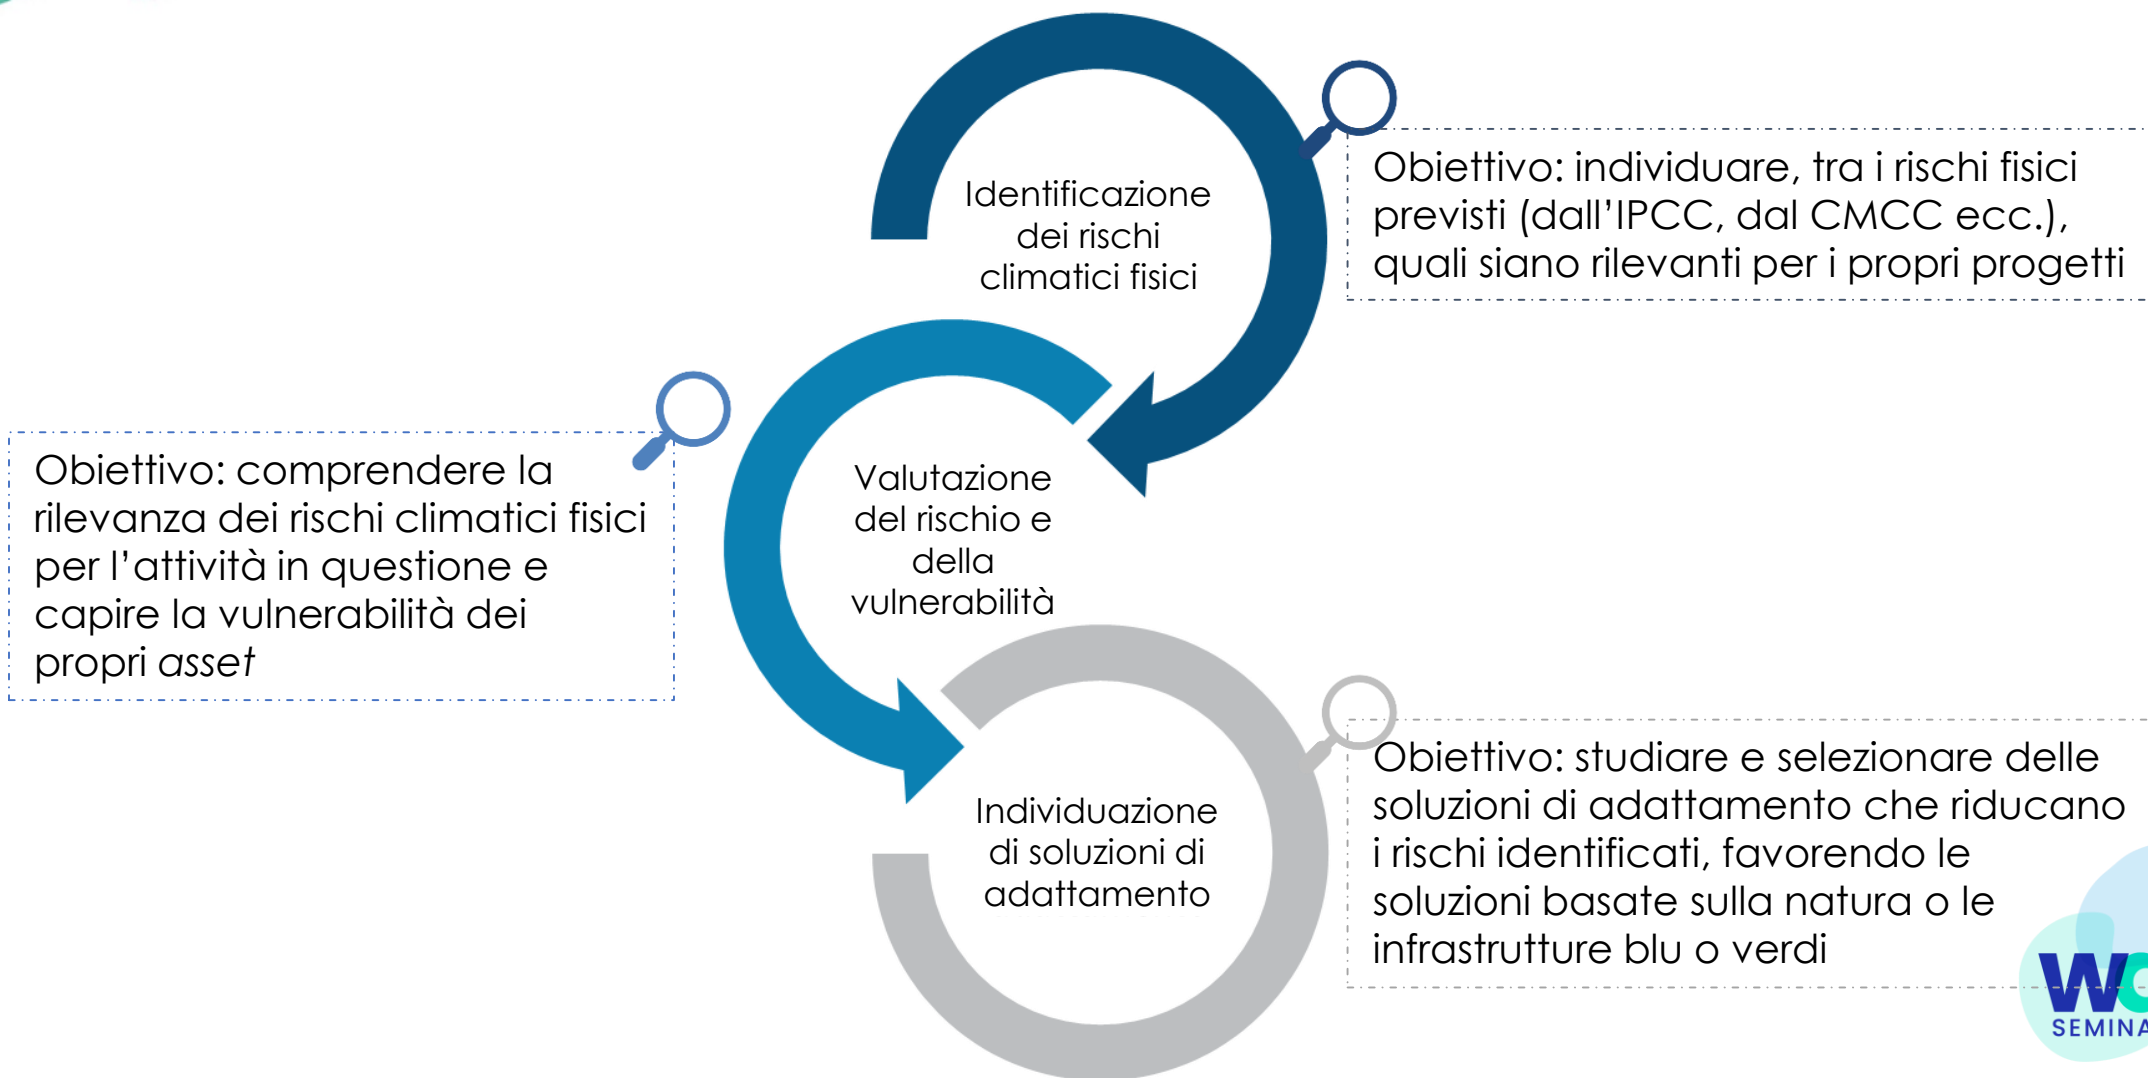 Identificazione
dei rischi
climatici fisici
Obiettivo: individuare, tra i rischi fisici
previsti (dall’IPCC, dal CMCC ecc.),
quali siano rilevanti per i propri progetti
Obiettivo: comprendere la
rilevanza dei rischi climatici fisici
per l’attività in questione e
capire la vulnerabilità dei
propri asset
Valutazione
del rischio e
della
vulnerabilità
Individuazione
di soluzioni di
adattamento
Obiettivo: studiare e selezionare delle
soluzioni di adattamento che riducano
i rischi identificati, favorendo le
soluzioni basate sulla natura o le
infrastrutture blu o verdi